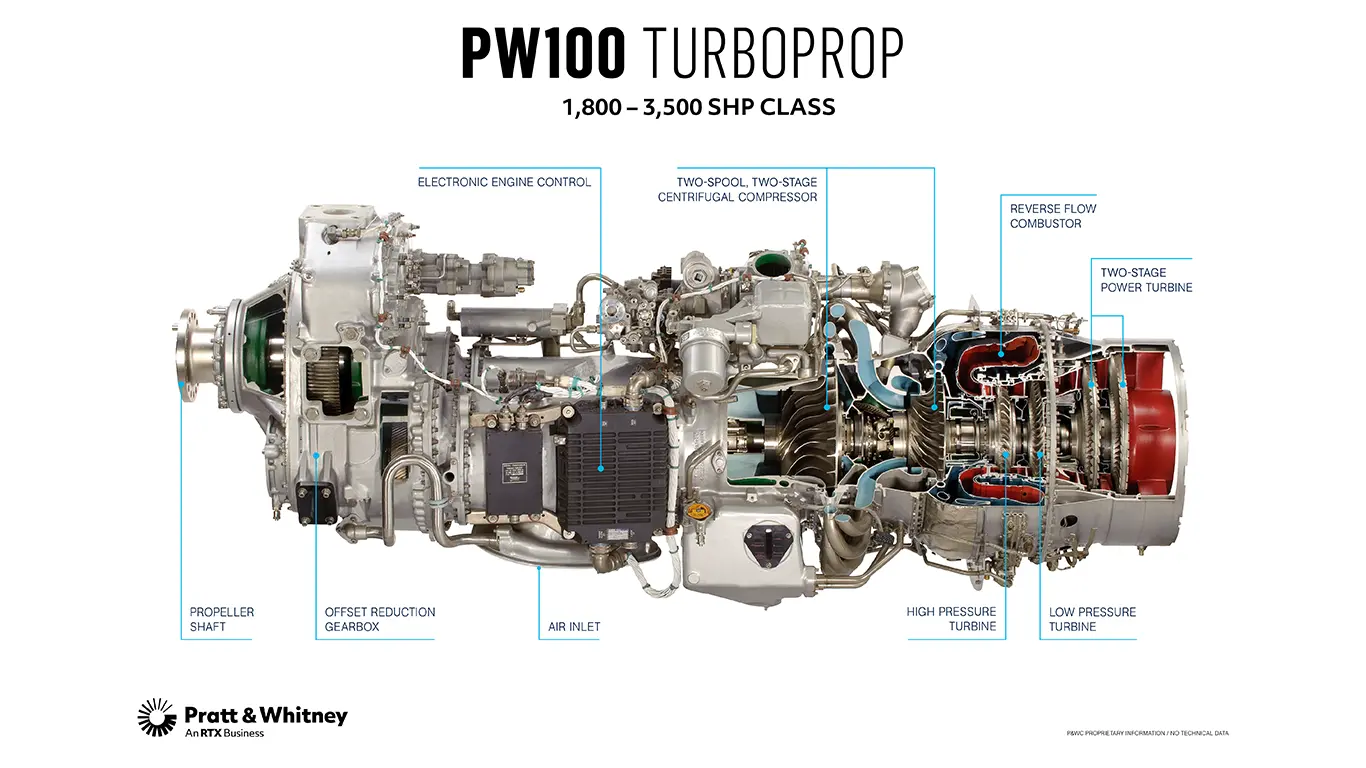 PW100 TURBOPROP
1,800 – 3,500 SHP CLASS
ELECTRONIC ENGINE CONTROL
TWO-SPOOL, TWO-STAGE
CENTRIFUGAL COMPRESSOR
REVERSE FLOW
COMBUSTOR
TWO-STAGE
POWER TURBINE
PROPELLER
SHAFT
OFFSET REDUCTION
GEARBOX
AIR INLET
HIGH PRESSURE
TURBINE
LOW PRESSURE
TURBINE
Pratt & Whitney
An RTX Business
P&WC PROPRIETARY INFORMATION / NO TECHNICAL DATA